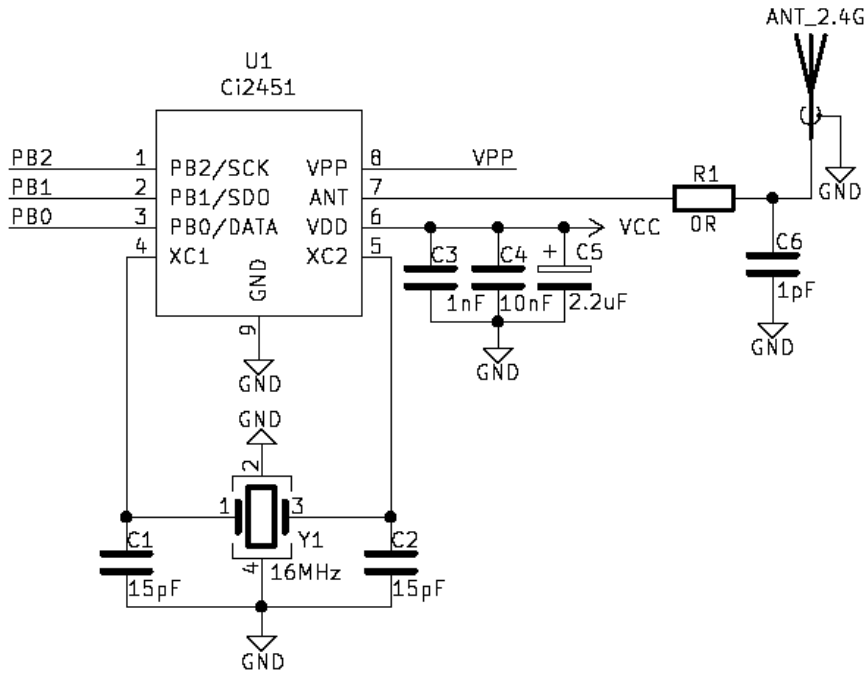 ANT_2.4G
U1
Ci2451
PB2 1 PB2/SCK VPP 8 VPP
PB1 2 PB1/SDO ANT 7 R1
PB0 3 PB0/DATA VDD 6 0R GND
4 XC1 XC2 5 VCC
GND C3 C4 + C5 C6
9 1nF 10nF 2.2uF 1pF
GND GND GND
GND
2
1 3
C1 Y1 C2
4 16MHz
15pF 15pF
GND